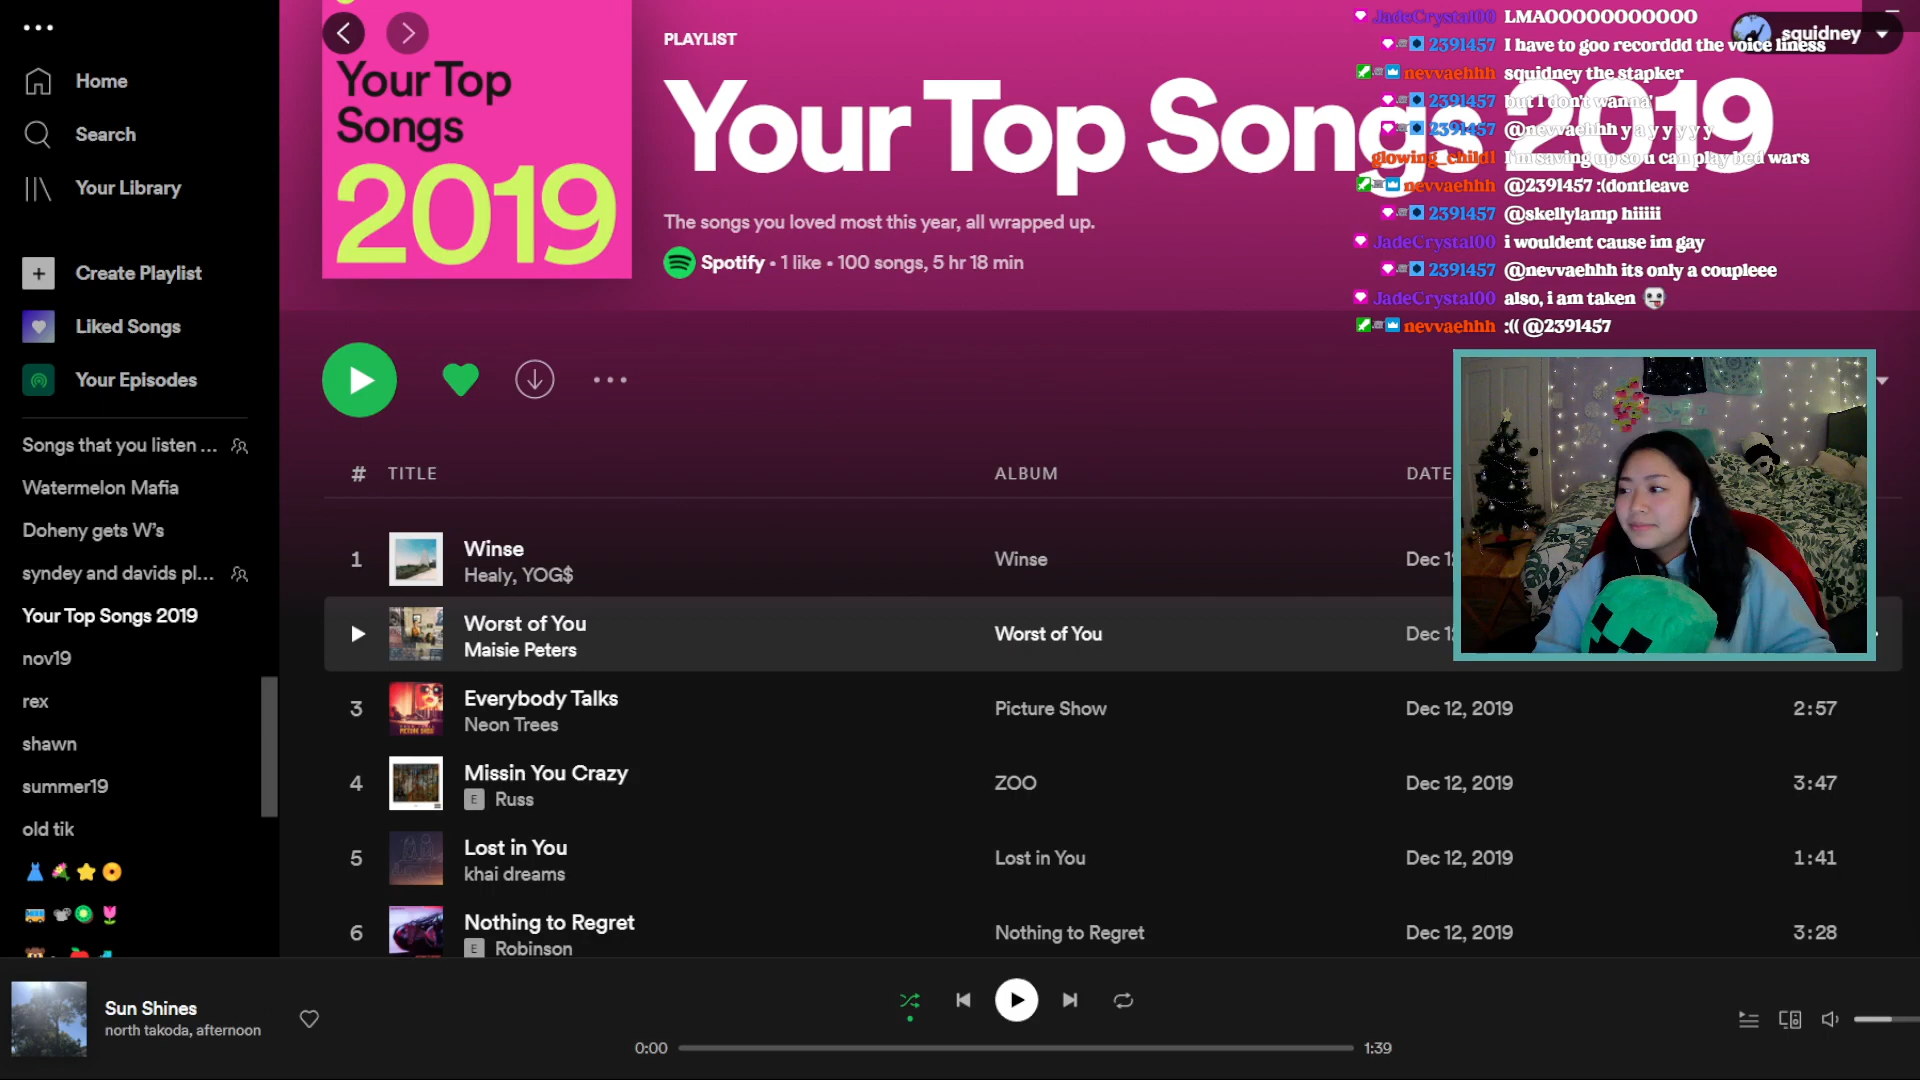 Home
Search
Your Library
Create Playlist
Liked Songs
Your Episodes
Songs that you listen ...
Watermelon Mafia
Doheny gets W's
syndey and davids pl...
Your Top Songs 2019
nov19
rex
shawn
summer19
old tik
Your Top
Songs
2019
PLAYLIST
Your Top Songs 2019
The songs you loved most this year, all wrapped up.
Spotify • 1 like • 100 songs, 5 hr 18 min
squidney
JadeCrystal00 LMAOOOOOOOOOOO
2391457 I have to goo recorddd the voice liness
nevvaehhh squidney the stapker
2391457 but I don't wanna'
2391457 @nevvaehhh y a y y y y y
glowing_child1 I'm saving up so u can play bed wars
nevvaehhh @2391457 :(dontleave
2391457 @skellylamp hiiiii
JadeCrystal00 i wouldent cause im gay
2391457 @nevvaehhh its only a coupleee
JadeCrystal00 also, i am taken
nevvaehhh :(( @2391457
# TITLE ALBUM DATE
1 Winse Winse Dec 12
Healy, YOG$
Worst of You Worst of You Dec 12
Maisie Peters
3 Everybody Talks Picture Show Dec 12, 2019 2:57
Neon Trees
4 Missin You Crazy ZOO Dec 12, 2019 3:47
E Russ
5 Lost in You Lost in You Dec 12, 2019 1:41
khai dreams
6 Nothing to Regret Nothing to Regret Dec 12, 2019 3:28
E Robinson
Sun Shines
north takoda, afternoon
0:00 1:39